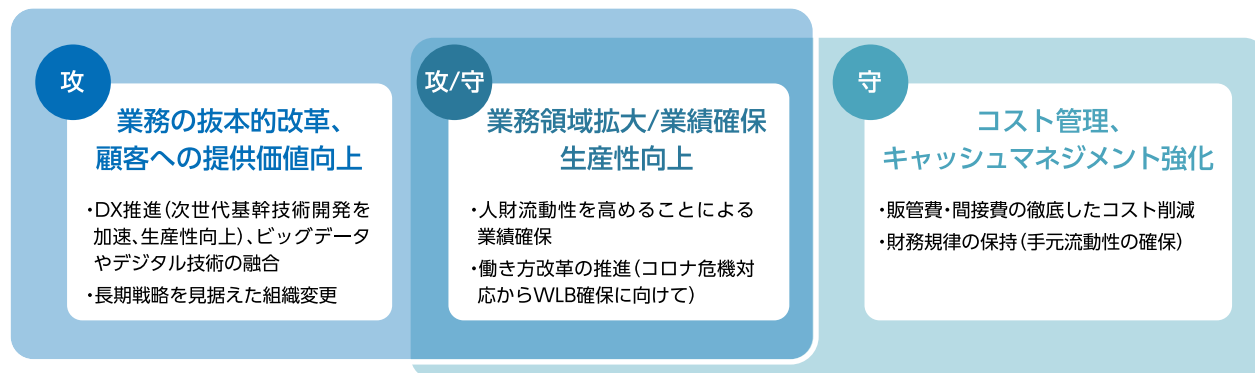 攻
業務の抜本的改革、
顧客への提供価値向上
・DX推進(次世代基幹技術開発を
加速、生産性向上)、ビッグデータ
やデジタル技術の融合
・長期戦略を見据えた組織変更
攻/守
業務領域拡大/業績確保
生産性向上
・人財流動性を高めることによる
業績確保
・働き方改革の推進(コロナ危機対
応からWLB確保に向けて)
守
コスト管理、
キャッシュマネジメント強化
・販管費・間接費の徹底したコスト削減
・財務規律の保持(手元流動性の確保)